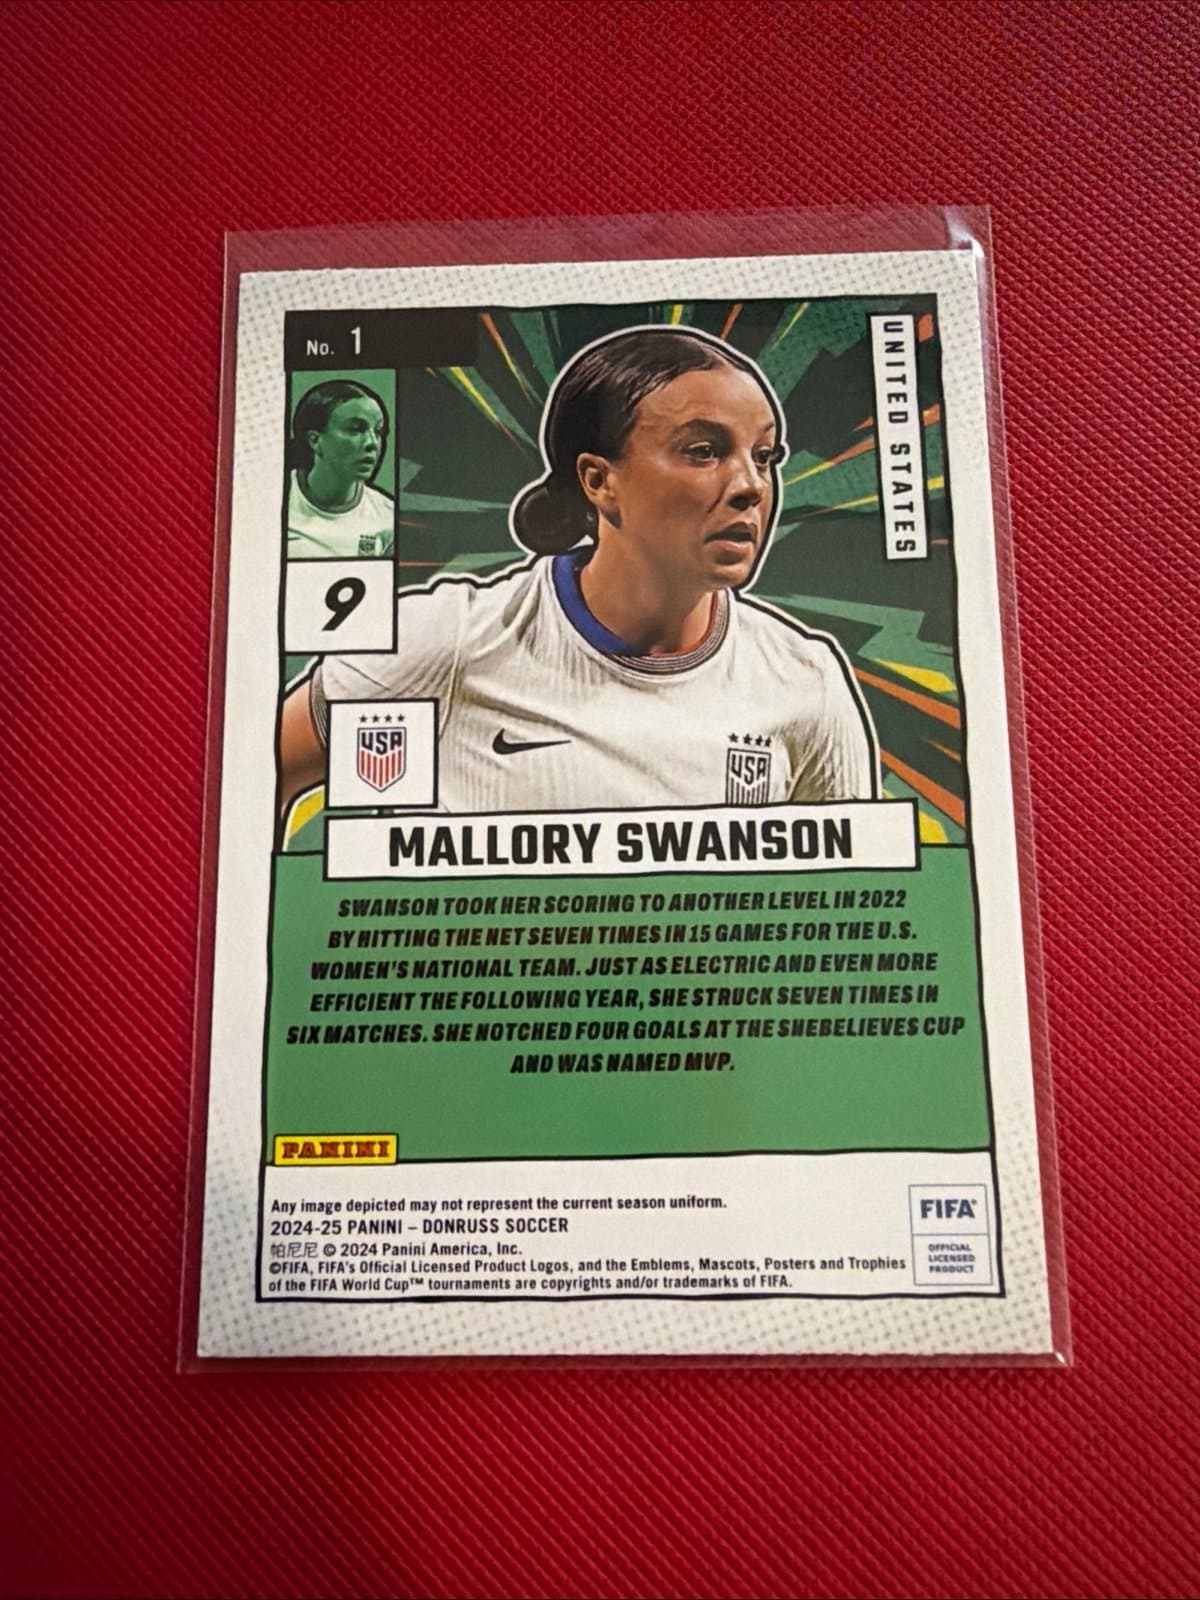 No. 1
UNITED STATES
9
USA
USA
MALLORY SWANSON
SWANSON TOOK HER SCORING TO ANOTHER LEVEL IN 2022
BY HITTING THE NET SEVEN TIMES IN 15 GAMES FOR THE U.S.
WOMEN'S NATIONAL TEAM. JUST AS ELECTRIC AND EVEN MORE
EFFICIENT THE FOLLOWING YEAR, SHE STRUCK SEVEN TIMES IN
SIX MATCHES. SHE NOTCHED FOUR GOALS AT THE SHEBELIEVES CUP
AND WAS NAMED MVP.
PANINI
Any image depicted may not represent the current season uniform.
2024-25 PANINI – DONRUSS SOCCER
帕尼尼 © 2024 Panini America, Inc.
©FIFA, FIFA's Official Licensed Product Logos, and the Emblems, Mascots, Posters and Trophies
of the FIFA World Cup™ tournaments are copyrights and/or trademarks of FIFA.
FIFA®
OFFICIAL
LICENSED
PRODUCT